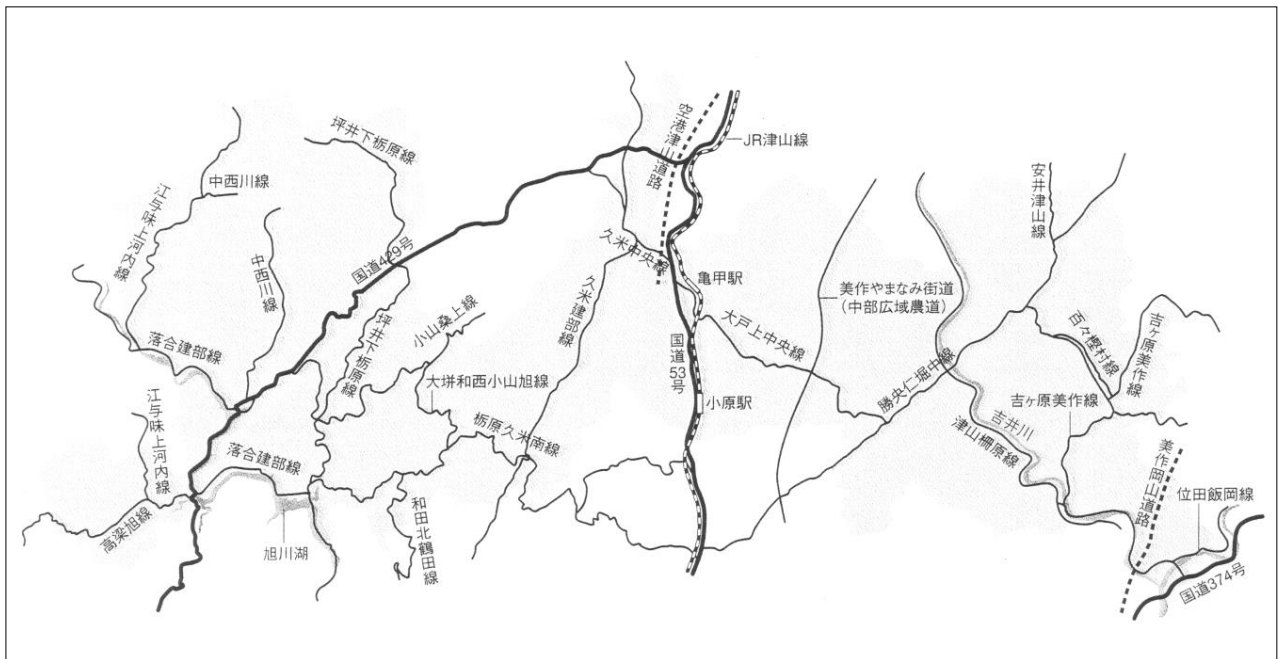 空港津山道路
JR津山線
坪井下栃原線
安井津山線
中西川線
江与味上河内線
久米中央線
国道429号
中西川線
亀甲駅
美作やまなみ街道
(中部広域農道)
久米建部線
小山桑上線
大戸上中央線
吉ヶ原美作線
百々樫村線
坪井下栃原線
落合建部線
国道53号
勝央仁堀中線
大垪和西小山旭線
小原駅
吉ヶ原美作線
江与味上河内線
栃原久米南線
吉井川
津山柵原線
落合建部線
美作岡山道路
位田飯岡線
和田北鶴田線
高梁旭線
旭川湖
国道374号